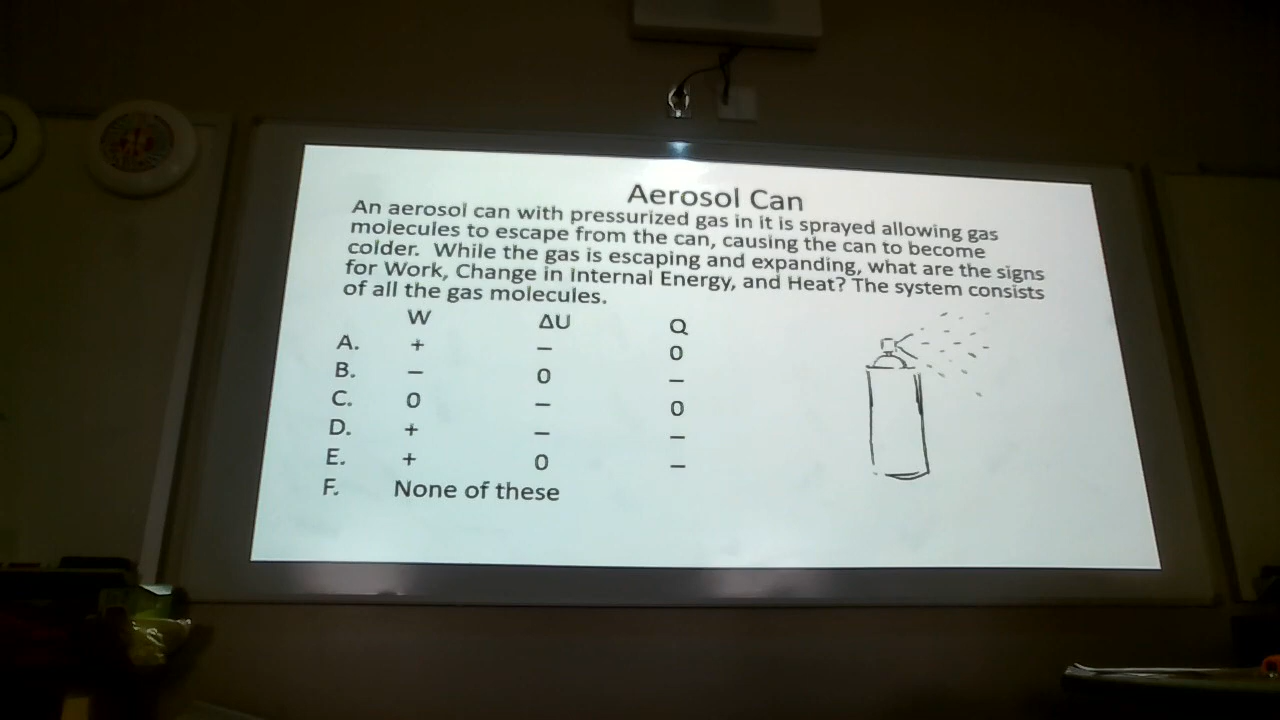 Aerosol Can
An aerosol can with pressurized gas in it is sprayed allowing gas
molecules to escape from the can, causing the can to become
colder. While the gas is escaping and expanding, what are the signs
for Work, Change in Internal Energy, and Heat? The system consists
of all the gas molecules.
W ΔU Q
A. + − 0
B. − 0 −
C. 0 − 0
D. + − −
E. + 0 −
F. None of these